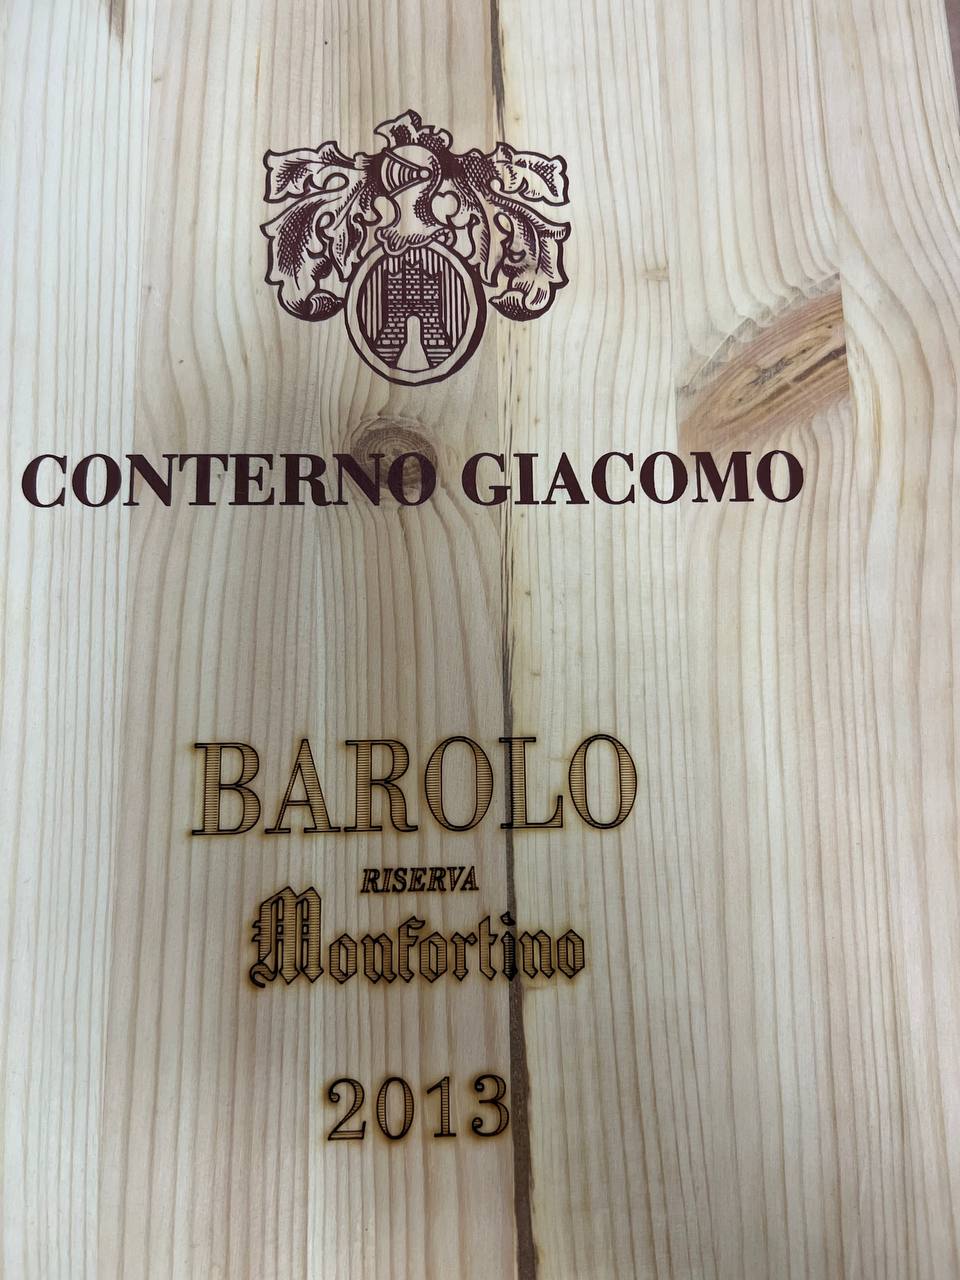 CONTERNO GIACOMO
BAROLO
RISERVA
Monfortino
2013